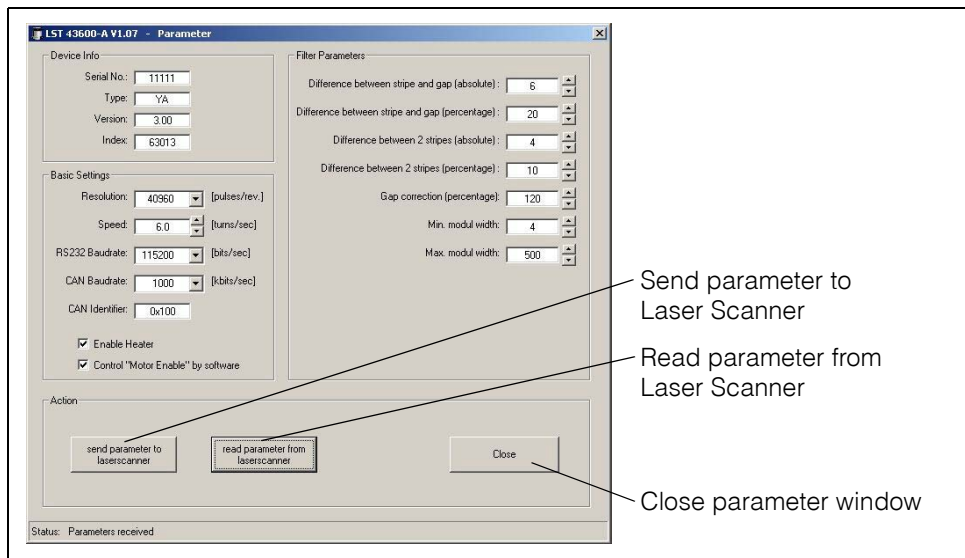 LST 43600-A V1.07 - Parameter
Device Info
Serial No.: 11111
Type: YA
Version: 3.00
Index: 63013
Basic Settings
Resolution: 40960 [pulses/rev.]
Speed: 6.0 [turns/sec]
RS232 Baudrate: 115200 [bits/sec]
CAN Baudrate: 1000 [kbits/sec]
CAN Identifier: 0x100
Enable Heater
Control "Motor Enable" by software
Filter Parameters
Difference between stripe and gap (absolute) : 6
Difference between stripe and gap (percentage) : 20
Difference between 2 stripes (absolute) : 4
Difference between 2 stripes (percentage) : 10
Gap correction (percentage): 120
Min. modul width: 4
Max. modul width: 500
Action
send parameter to
laserscanner
read parameter from
laserscanner
Close
Status: Parameters received
Send parameter to
Laser Scanner
Read parameter from
Laser Scanner
Close parameter window